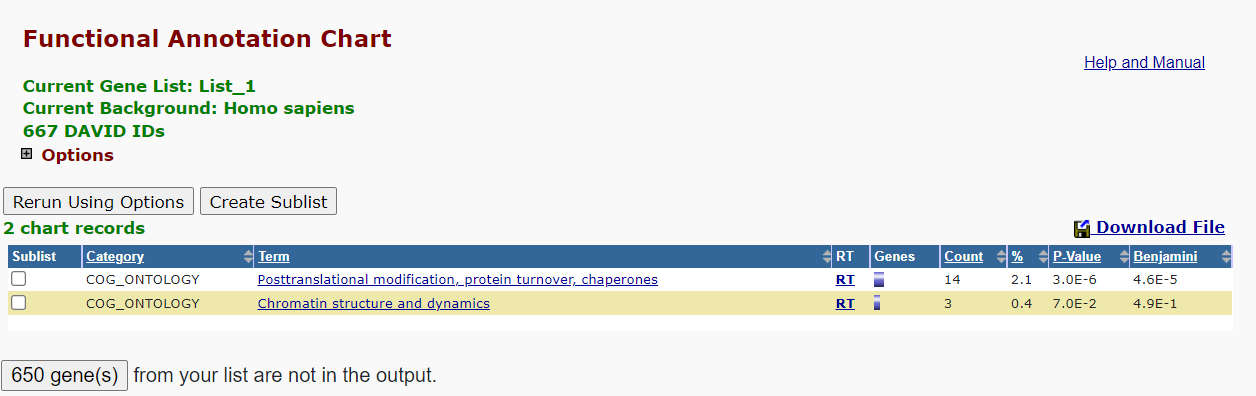 Functional Annotation Chart
Help and Manual
Current Gene List: List_1
Current Background: Homo sapiens
667 DAVID IDs
Options
Rerun Using Options Create Sublist
2 chart records Download File
Sublist Category Term RT Genes Count % P-Value Benjamini
COG_ONTOLOGY Posttranslational modification, protein turnover, chaperones RT 14 2.1 3.0E-6 4.6E-5
COG_ONTOLOGY Chromatin structure and dynamics RT 3 0.4 7.0E-2 4.9E-1
650 gene(s) from your list are not in the output.